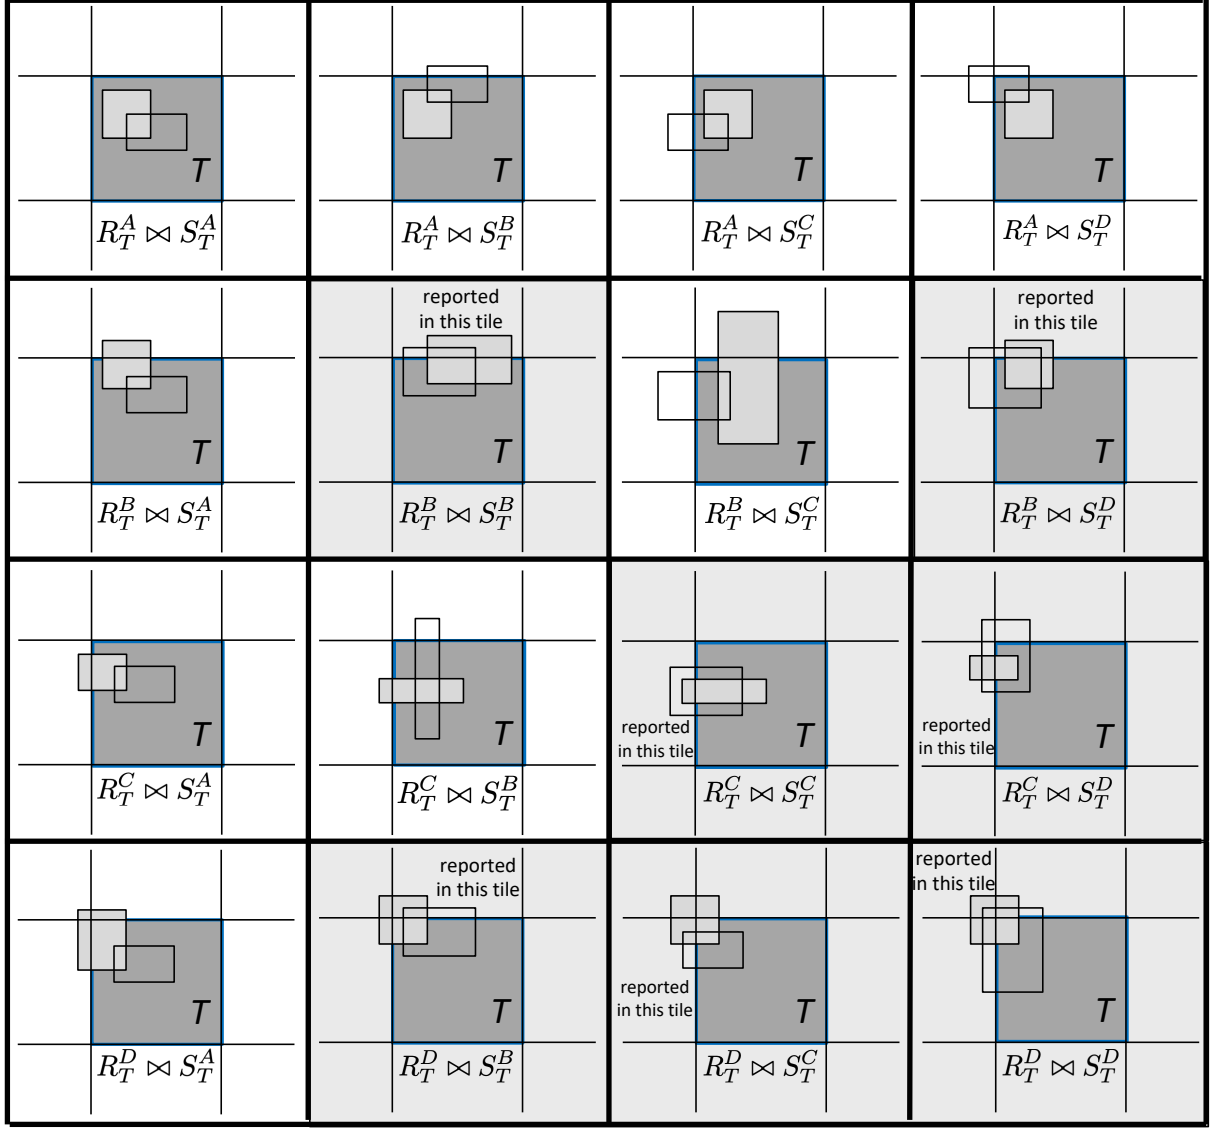 T
T
T
T
R_T^A ⋈ S_T^A
R_T^A ⋈ S_T^B
R_T^A ⋈ S_T^C
R_T^A ⋈ S_T^D
reported
in this tile
reported
in this tile
T
T
T
T
R_T^B ⋈ S_T^A
R_T^B ⋈ S_T^B
R_T^B ⋈ S_T^C
R_T^B ⋈ S_T^D
T
T
reported
in this tile
T
reported
in this tile
T
R_T^C ⋈ S_T^A
R_T^C ⋈ S_T^B
R_T^C ⋈ S_T^C
R_T^C ⋈ S_T^D
reported
in this tile
reported
in this tile
T
T
reported
in this tile
T
T
R_T^D ⋈ S_T^A
R_T^D ⋈ S_T^B
R_T^D ⋈ S_T^C
R_T^D ⋈ S_T^D